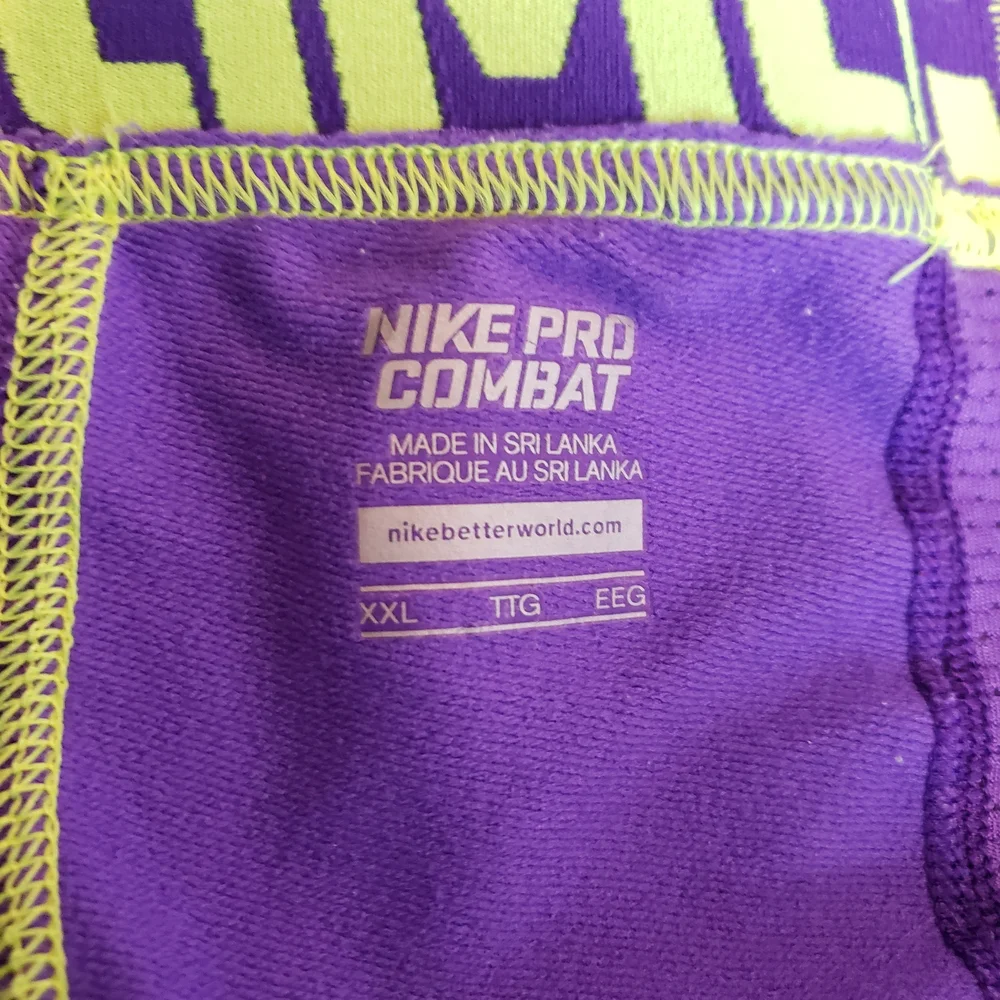 NIKE PRO
COMBAT
MADE IN SRI LANKA
FABRIQUE AU SRI LANKA
nikebetterworld.com
XXL TTG EEG